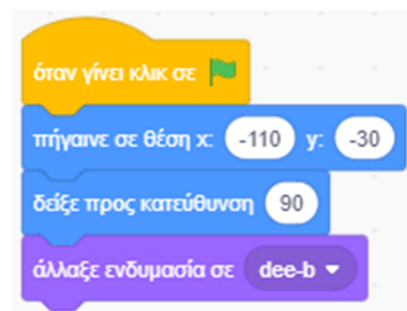 όταν γίνει κλικ σε
πήγαινε σε θέση x: -110 y: -30
δείξε προς κατεύθυνση 90
άλλαξε ενδυμασία σε dee-b